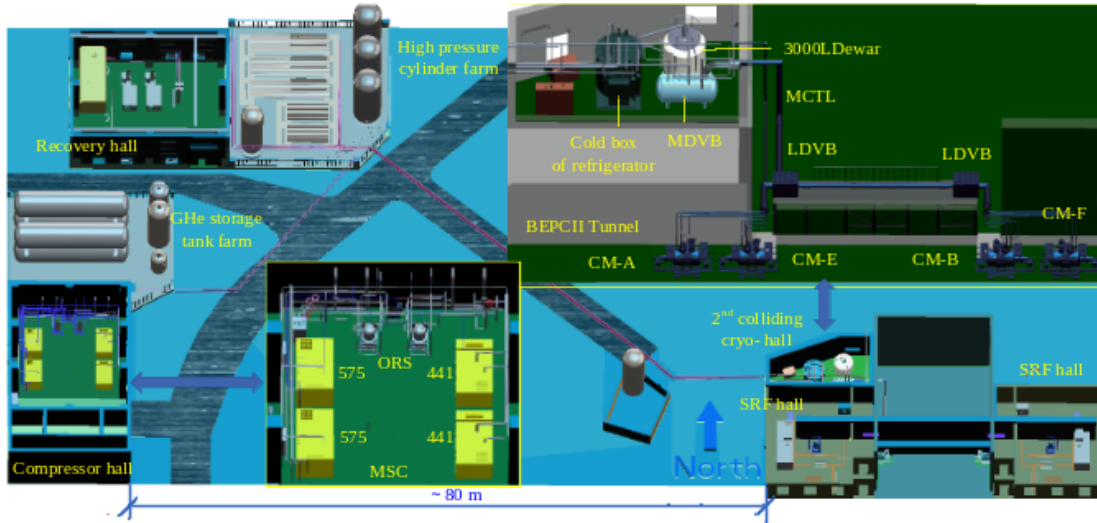 High pressure
cylinder farm
Recovery hall
GHe storage
tank farm
Compressor hall
ORS
575
441
575
441
MSC
~ 80 m
3000LDewar
MCTL
Cold box
of refrigerator
MDVB
LDVB
LDVB
BEPCII Tunnel
CM-A
CM-E
CM-B
CM-F
2nd colliding
cryo- hall
SRF hall
SRF hall
North